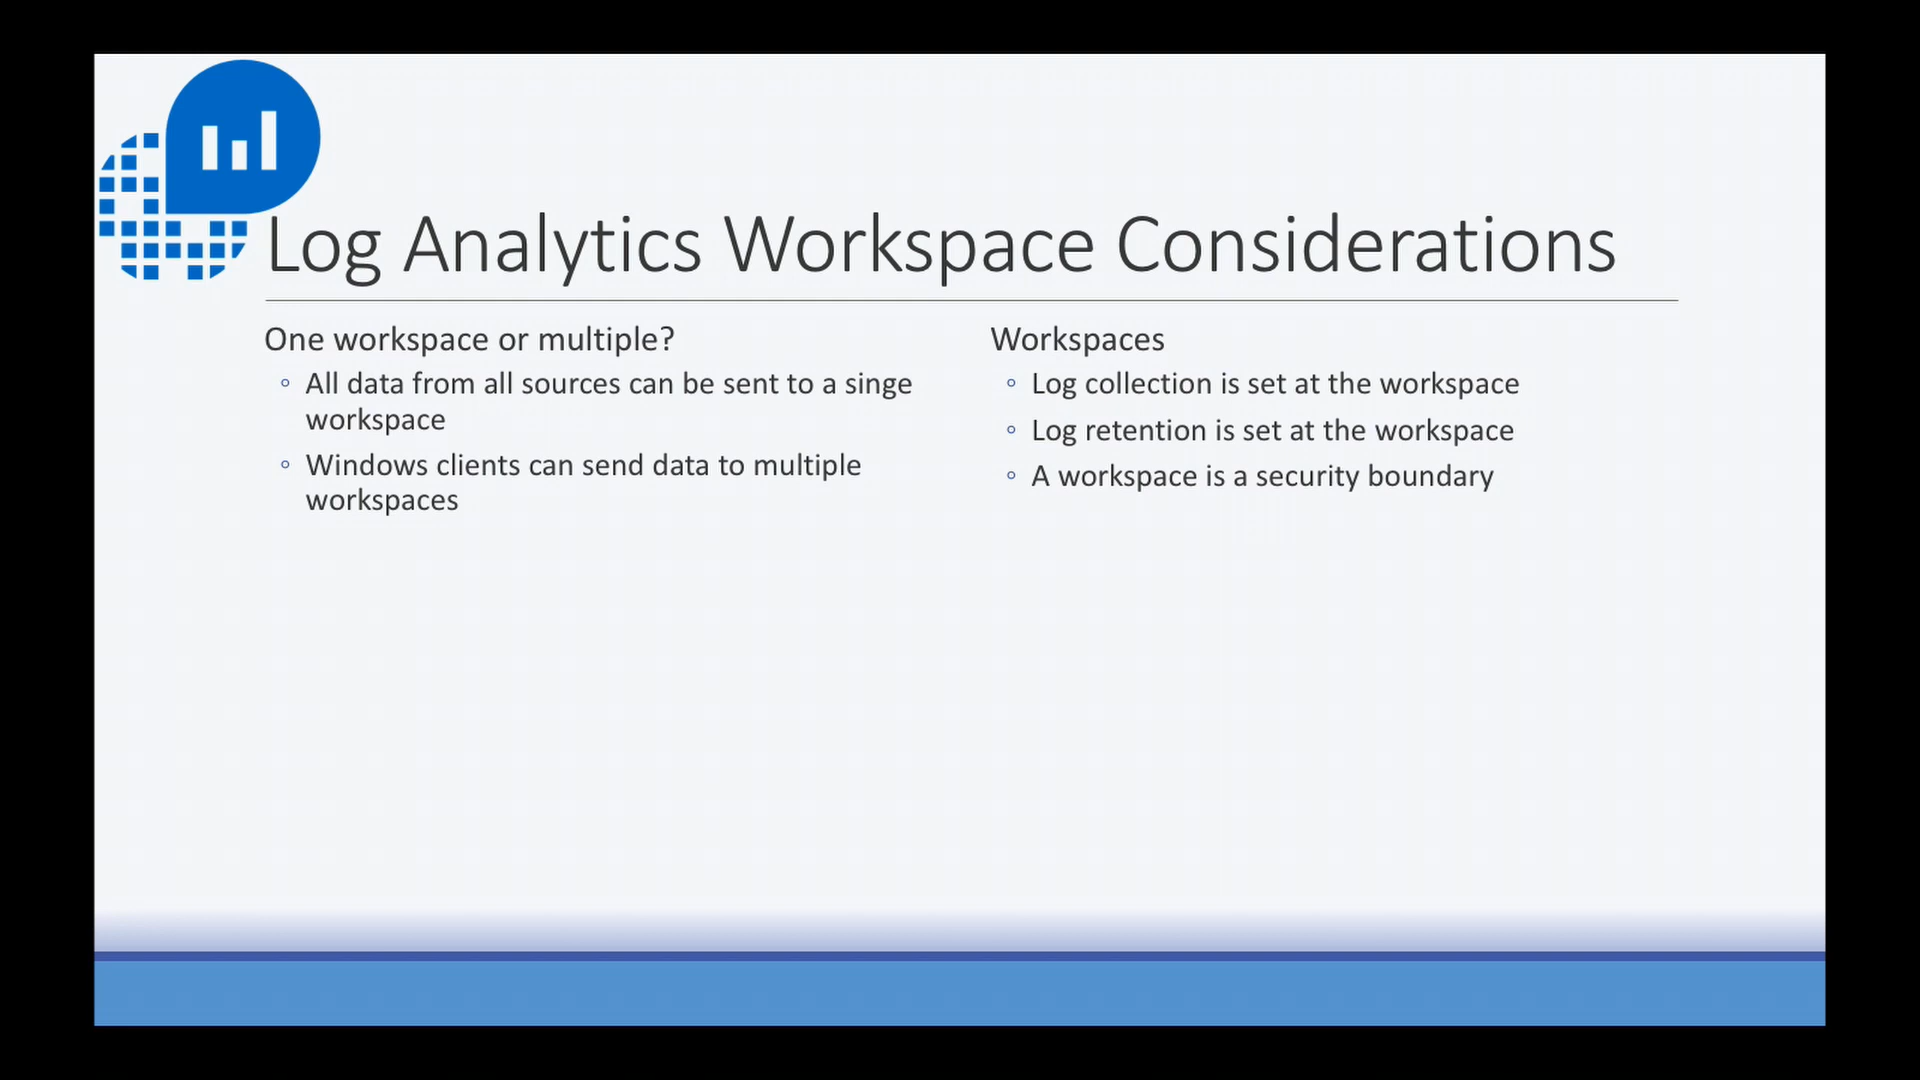 Log Analytics Workspace Considerations
One workspace or multiple?
◦ All data from all sources can be sent to a singe
workspace
◦ Windows clients can send data to multiple
workspaces
Workspaces
◦ Log collection is set at the workspace
◦ Log retention is set at the workspace
◦ A workspace is a security boundary